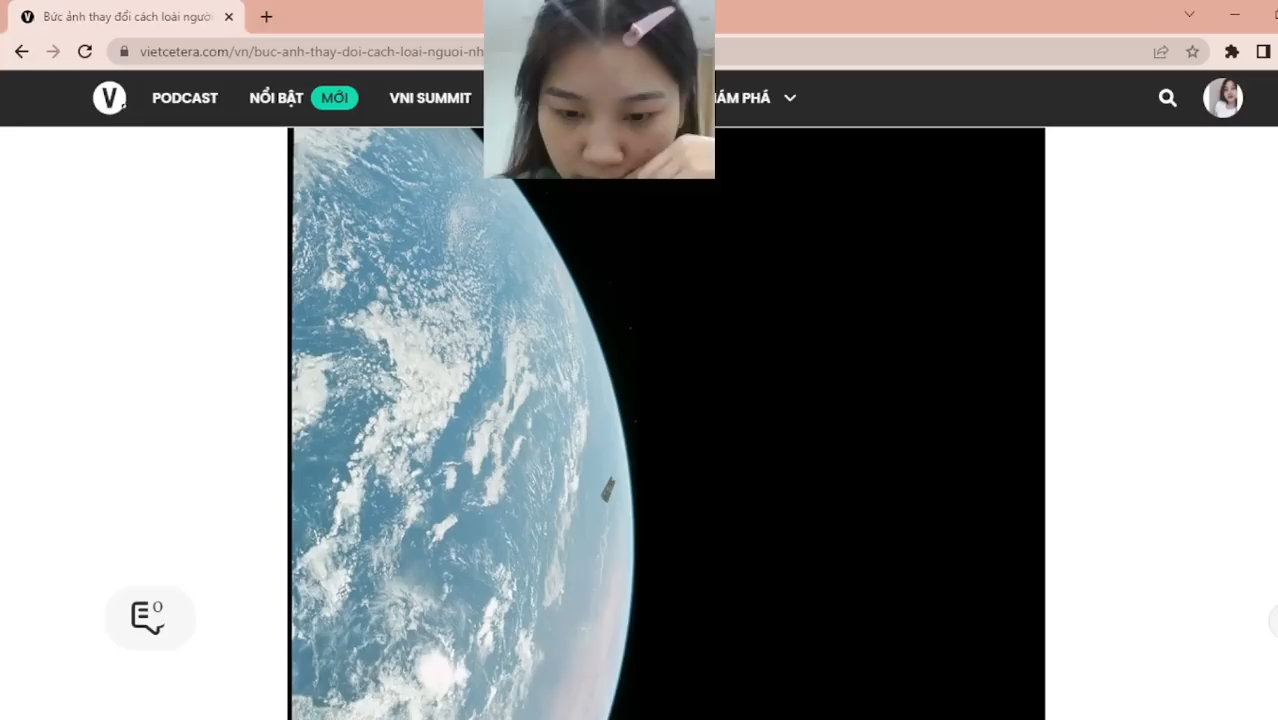 Bức ảnh thay đổi cách loài người
vietcetera.com/vn/buc-anh-thay-doi-cach-loai-nguoi-nh
V. PODCAST NỔI BẬT MỚI VNI SUMMIT ÁM PHÁ
0